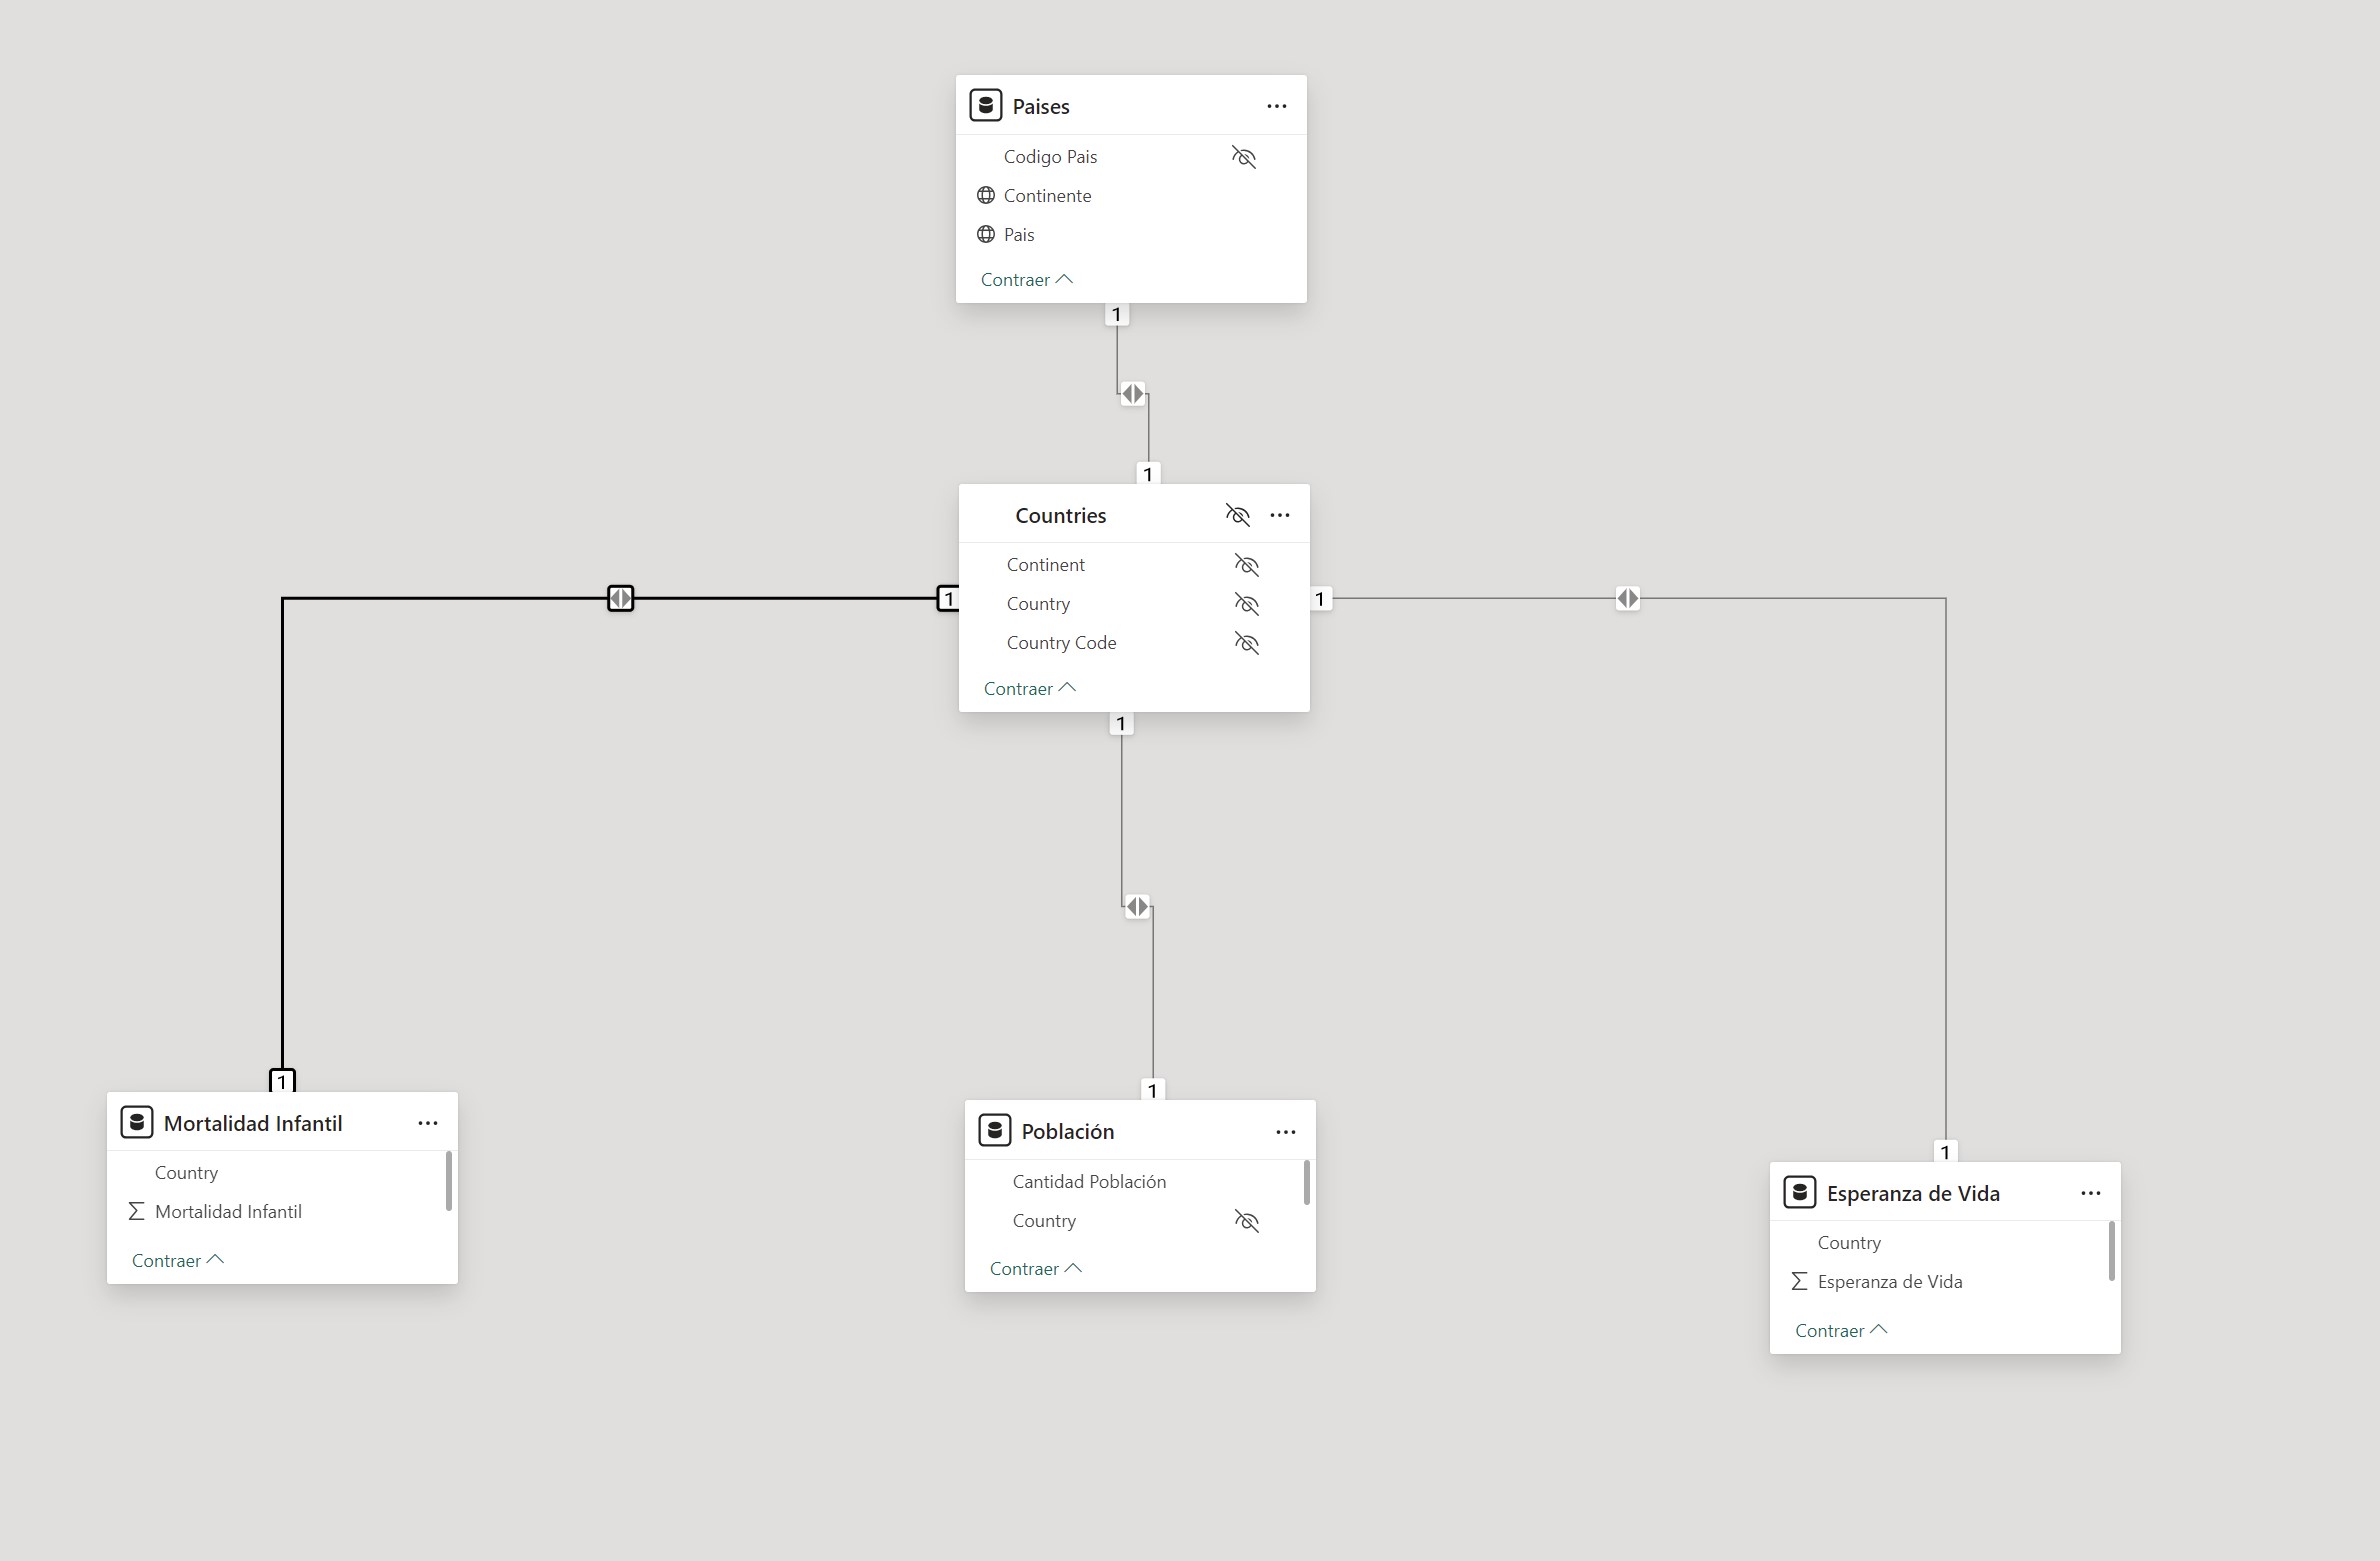 Paises
Codigo Pais
Continente
Pais
Contraer
1
1
Countries
Continent
Country
Country Code
Contraer
1
1
1
1
Mortalidad Infantil
Country
Mortalidad Infantil
Contraer
1
Población
Cantidad Población
Country
Contraer
1
Esperanza de Vida
Country
Esperanza de Vida
Contraer